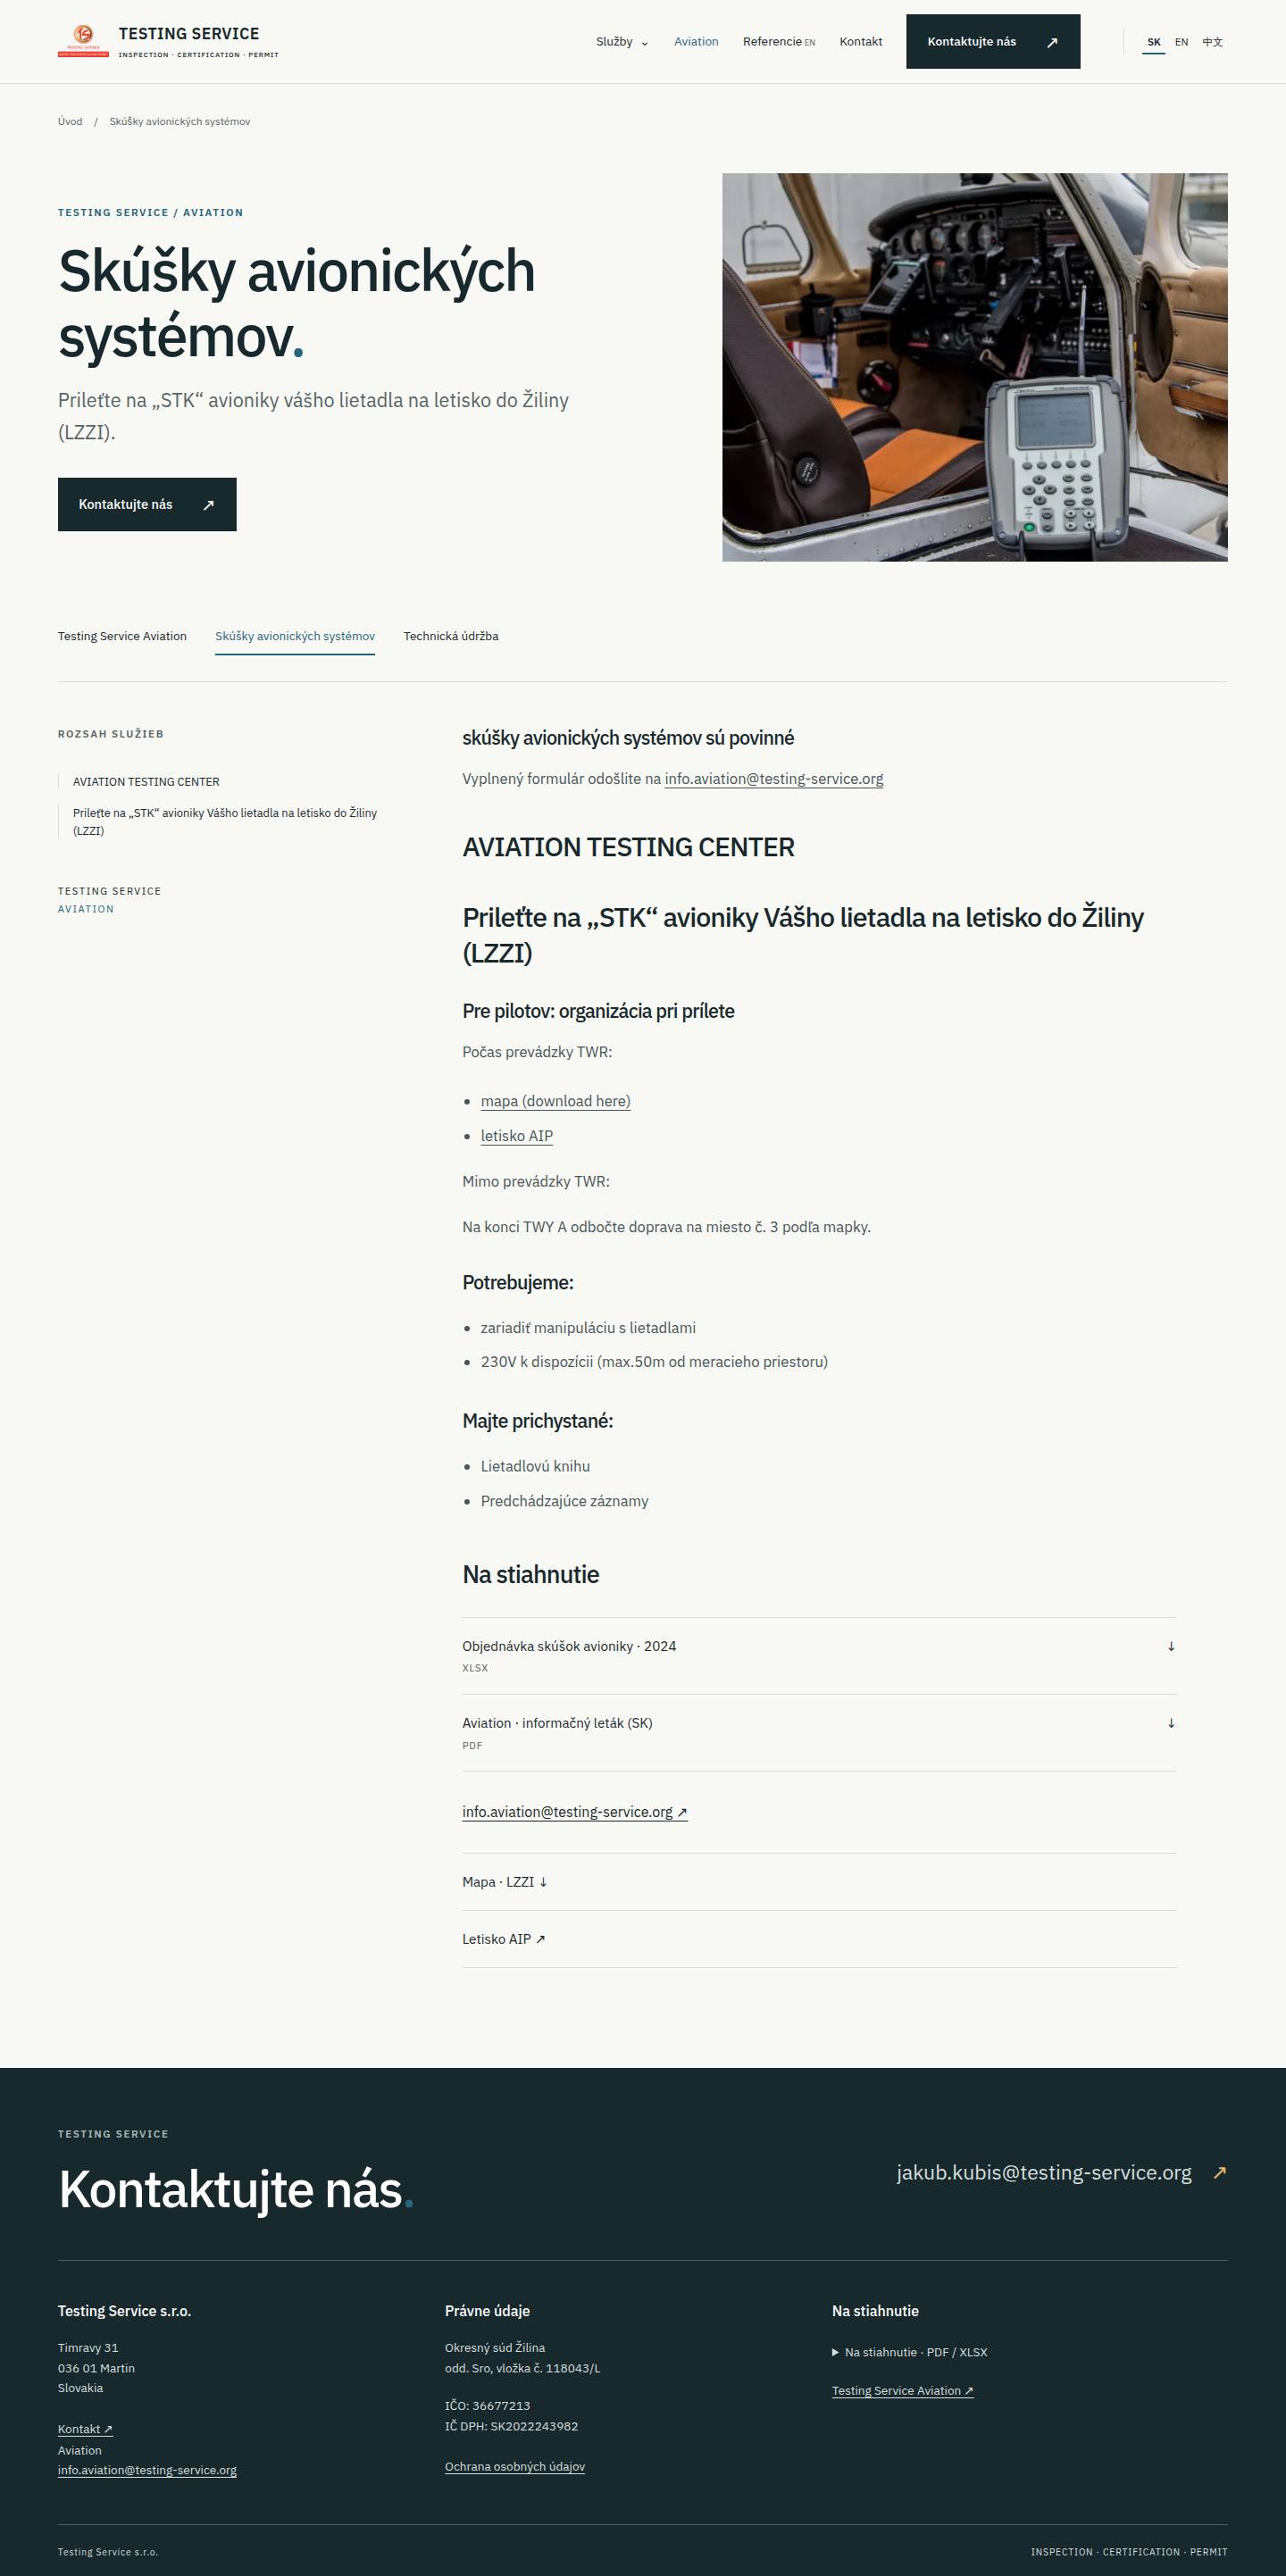 TESTING SERVICE
INSPECTION · CERTIFICATION · PERMIT
Služby
Aviation
Referencie EN
Kontakt
Kontaktujte nás ↗
SK
EN
中文
Úvod / Skúšky avionických systémov
TESTING SERVICE / AVIATION
Skúšky avionických
systémov.
Prileťte na „STK“ avioniky vášho lietadla na letisko do Žiliny
(LZZI).
Kontaktujte nás ↗
Testing Service Aviation
Skúšky avionických systémov
Technická údržba
ROZSAH SLUŽIEB
AVIATION TESTING CENTER
Prileťte na „STK“ avioniky Vášho lietadla na letisko do Žiliny
(LZZI)
TESTING SERVICE
AVIATION
skúšky avionických systémov sú povinné
Vyplnený formulár odošlite na info.aviation@testing-service.org
AVIATION TESTING CENTER
Prileťte na „STK“ avioniky Vášho lietadla na letisko do Žiliny
(LZZI)
Pre pilotov: organizácia pri prílete
Počas prevádzky TWR:
• mapa (download here)
• letisko AIP
Mimo prevádzky TWR:
Na konci TWY A odbočte doprava na miesto č. 3 podľa mapky.
Potrebujeme:
• zariadiť manipuláciu s lietadlami
• 230V k dispozícii (max.50m od meracieho priestoru)
Majte prichystané:
• Lietadlovú knihu
• Predchádzajúce záznamy
Na stiahnutie
Objednávka skúšok avioniky · 2024 ↓
XLSX
Aviation · informačný leták (SK) ↓
PDF
info.aviation@testing-service.org ↗
Mapa · LZZI ↓
Letisko AIP ↗
TESTING SERVICE
Kontaktujte nás.
jakub.kubis@testing-service.org ↗
Testing Service s.r.o.
Timravy 31
036 01 Martin
Slovakia
Kontakt ↗
Aviation
info.aviation@testing-service.org
Právne údaje
Okresný súd Žilina
odd. Sro, vložka č. 118043/L
IČO: 36677213
IČ DPH: SK2022243982
Ochrana osobných údajov
Na stiahnutie
▶ Na stiahnutie · PDF / XLSX
Testing Service Aviation ↗
Testing Service s.r.o.
INSPECTION · CERTIFICATION · PERMIT